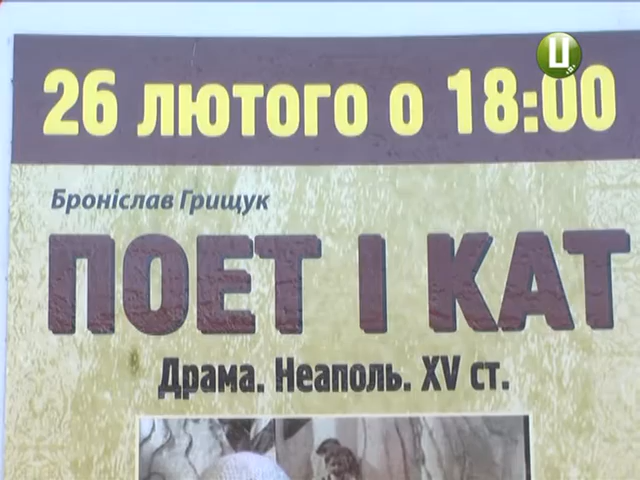 Ц
26 лютого о 18:00
Броніслав Грищук
ПОЕТ І КАТ
Драма. Неаполь. XV ст.